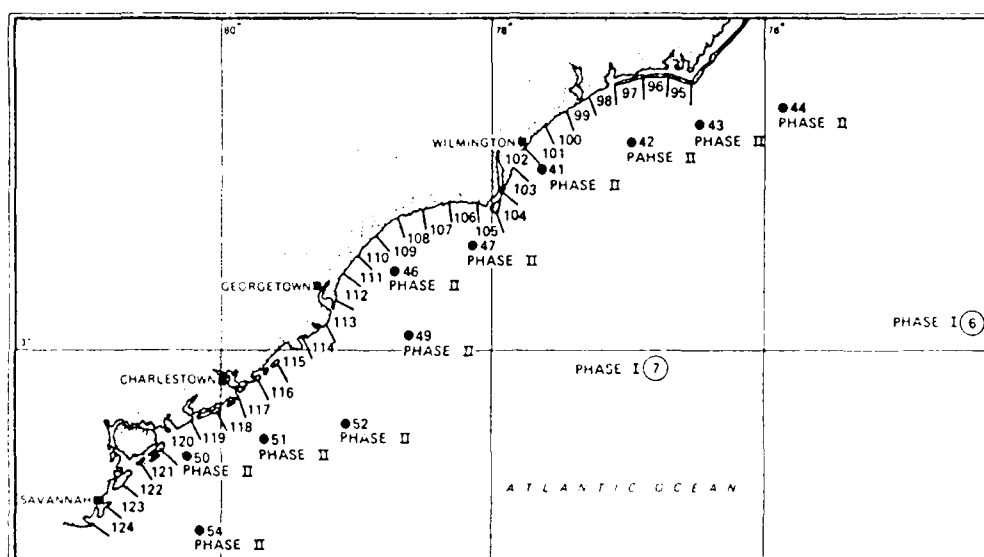 80°
78°
76°
44
PHASE II
43
PHASE II
42
PAHSE II
95
96
97
98
99
100
101
WILMINGTON
102
41
PHASE II
103
104
105
106
107
108
109
110
111
112
47
PHASE II
46
PHASE II
GEORGETOWN
113
114
49
PHASE II
PHASE I 6
PHASE I 7
115
CHARLESTOWN
116
117
118
119
120
52
PHASE II
51
PHASE II
50
PHASE II
121
122
SAVANNAH
123
124
54
PHASE II
ATLANTIC OCEAN